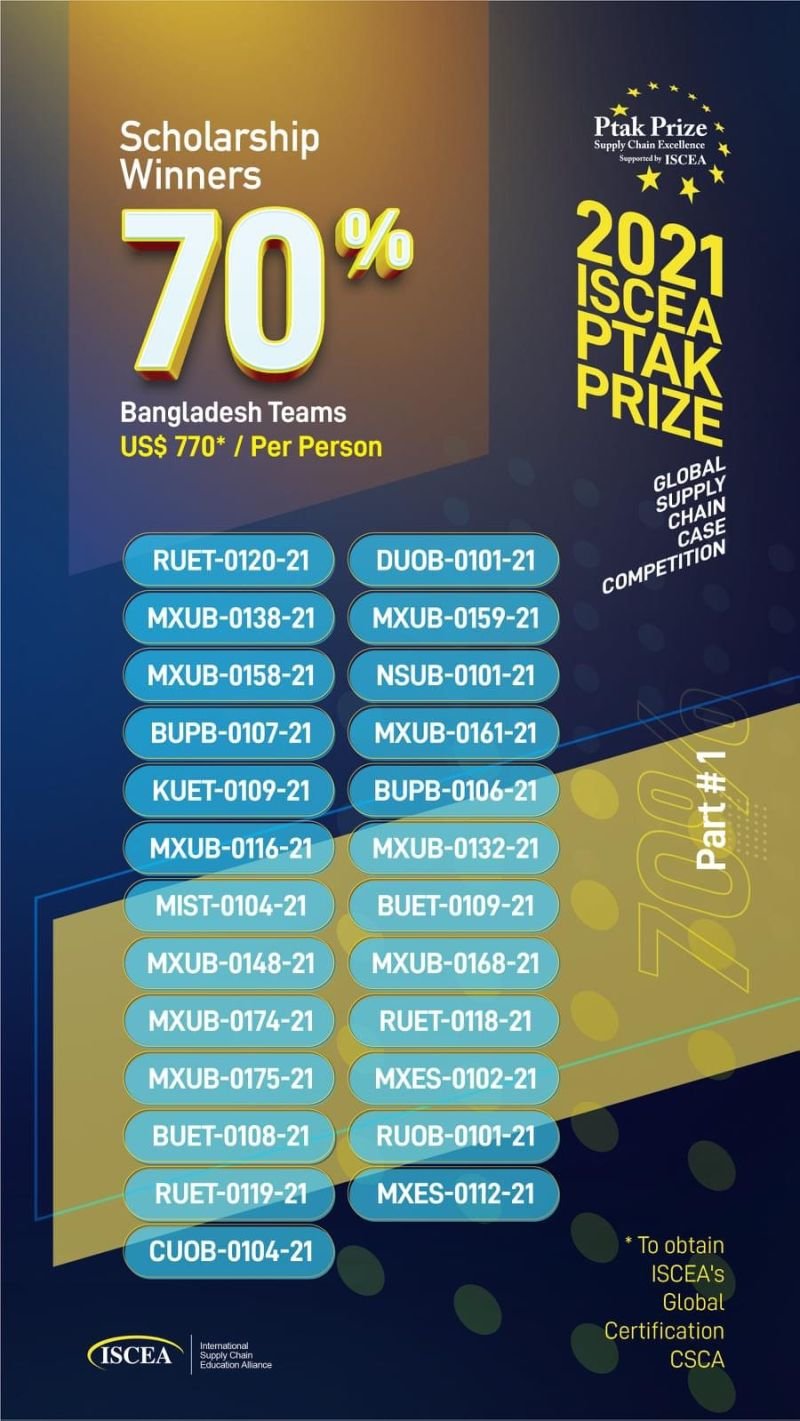 Scholarship
Winners
70%
Bangladesh Teams
US$ 770* / Per Person
Ptak Prize
Supply Chain Excellence
Supported by ISCEA
2021
ISCEA
PTAK
PRIZE
GLOBAL
SUPPLY
CHAIN
CASE
COMPETITION
RUET-0120-21 DUOB-0101-21
MXUB-0138-21 MXUB-0159-21
MXUB-0158-21 NSUB-0101-21
BUPB-0107-21 MXUB-0161-21
KUET-0109-21 BUPB-0106-21
MXUB-0116-21 MXUB-0132-21
MIST-0104-21 BUET-0109-21
MXUB-0148-21 MXUB-0168-21
MXUB-0174-21 RUET-0118-21
MXUB-0175-21 MXES-0102-21
BUET-0108-21 RUOB-0101-21
RUET-0119-21 MXES-0112-21
CUOB-0104-21
70%
Part # 1
* To obtain
ISCEA's
Global
Certification
CSCA
ISCEA
International
Supply Chain
Education Alliance